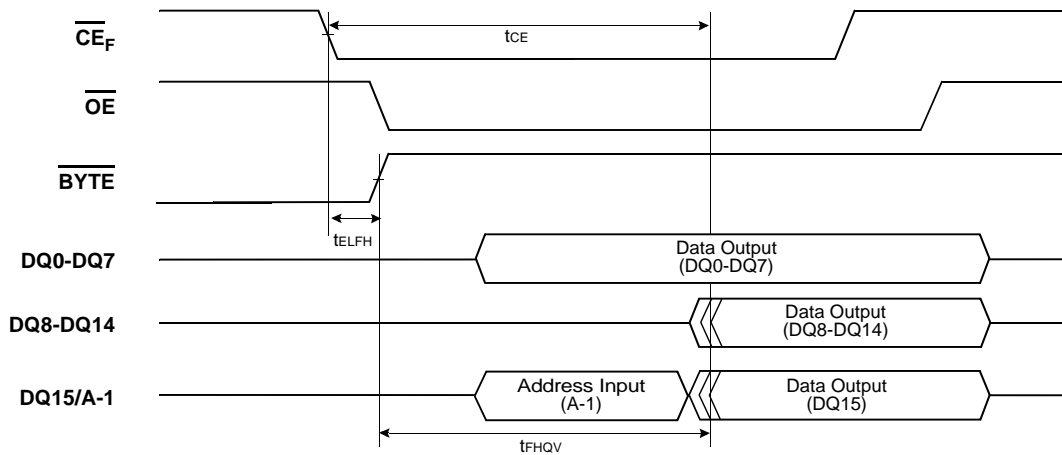 CEF
tCE
OE
BYTE
tELFH
DQ0-DQ7
Data Output
(DQ0-DQ7)
DQ8-DQ14
Data Output
(DQ8-DQ14)
DQ15/A-1
Address Input
(A-1)
Data Output
(DQ15)
tFHQV